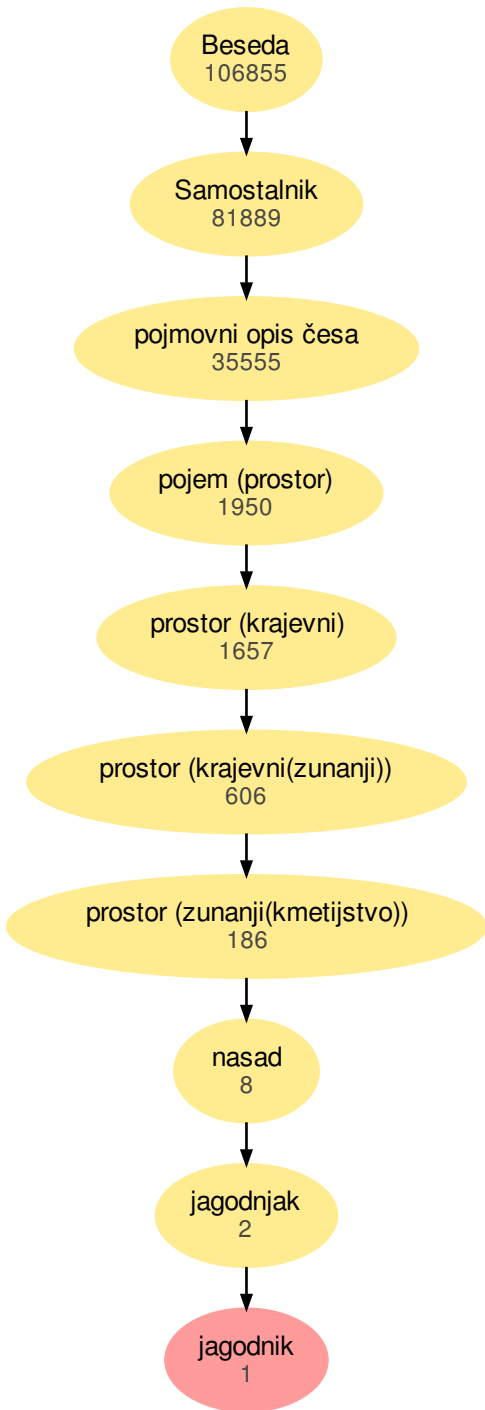 Beseda
106855
Samostalnik
81889
pojmovni opis česa
35555
pojem (prostor)
1950
prostor (krajevni)
1657
prostor (krajevni(zunanji))
606
prostor (zunanji(kmetijstvo))
186
nasad
8
jagodnjak
2
jagodnik
1